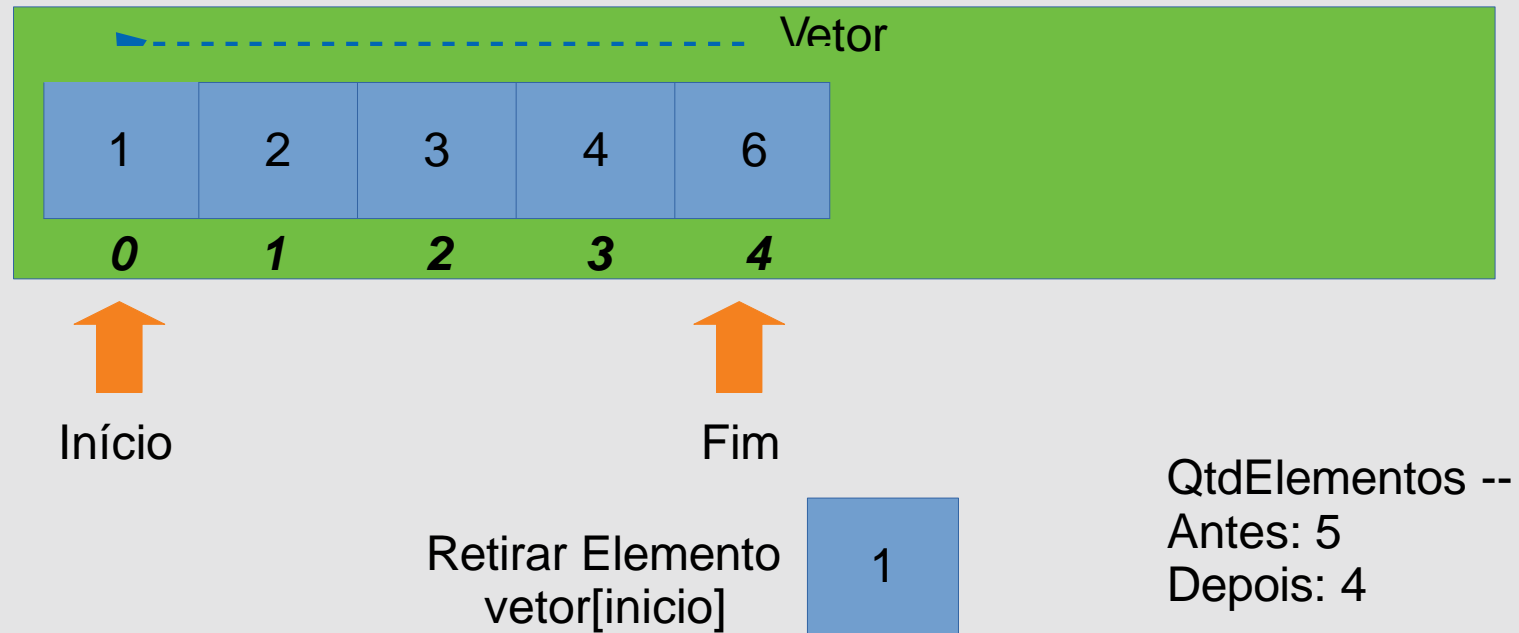 Vetor
1 2 3 4 6
0 1 2 3 4
Início Fim
QtdElementos --
Antes: 5
Depois: 4
Retirar Elemento
vetor[inicio]
1